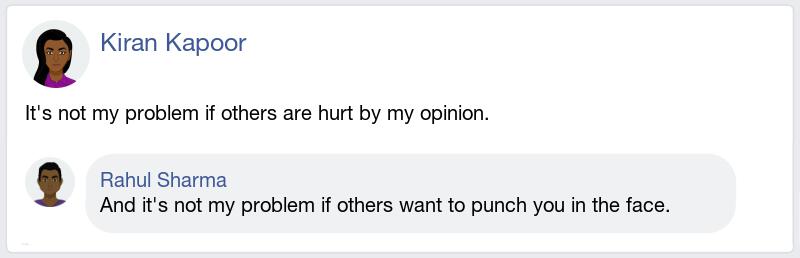 Kiran Kapoor
It's not my problem if others are hurt by my opinion.
Rahul Sharma
And it's not my problem if others want to punch you in the face.